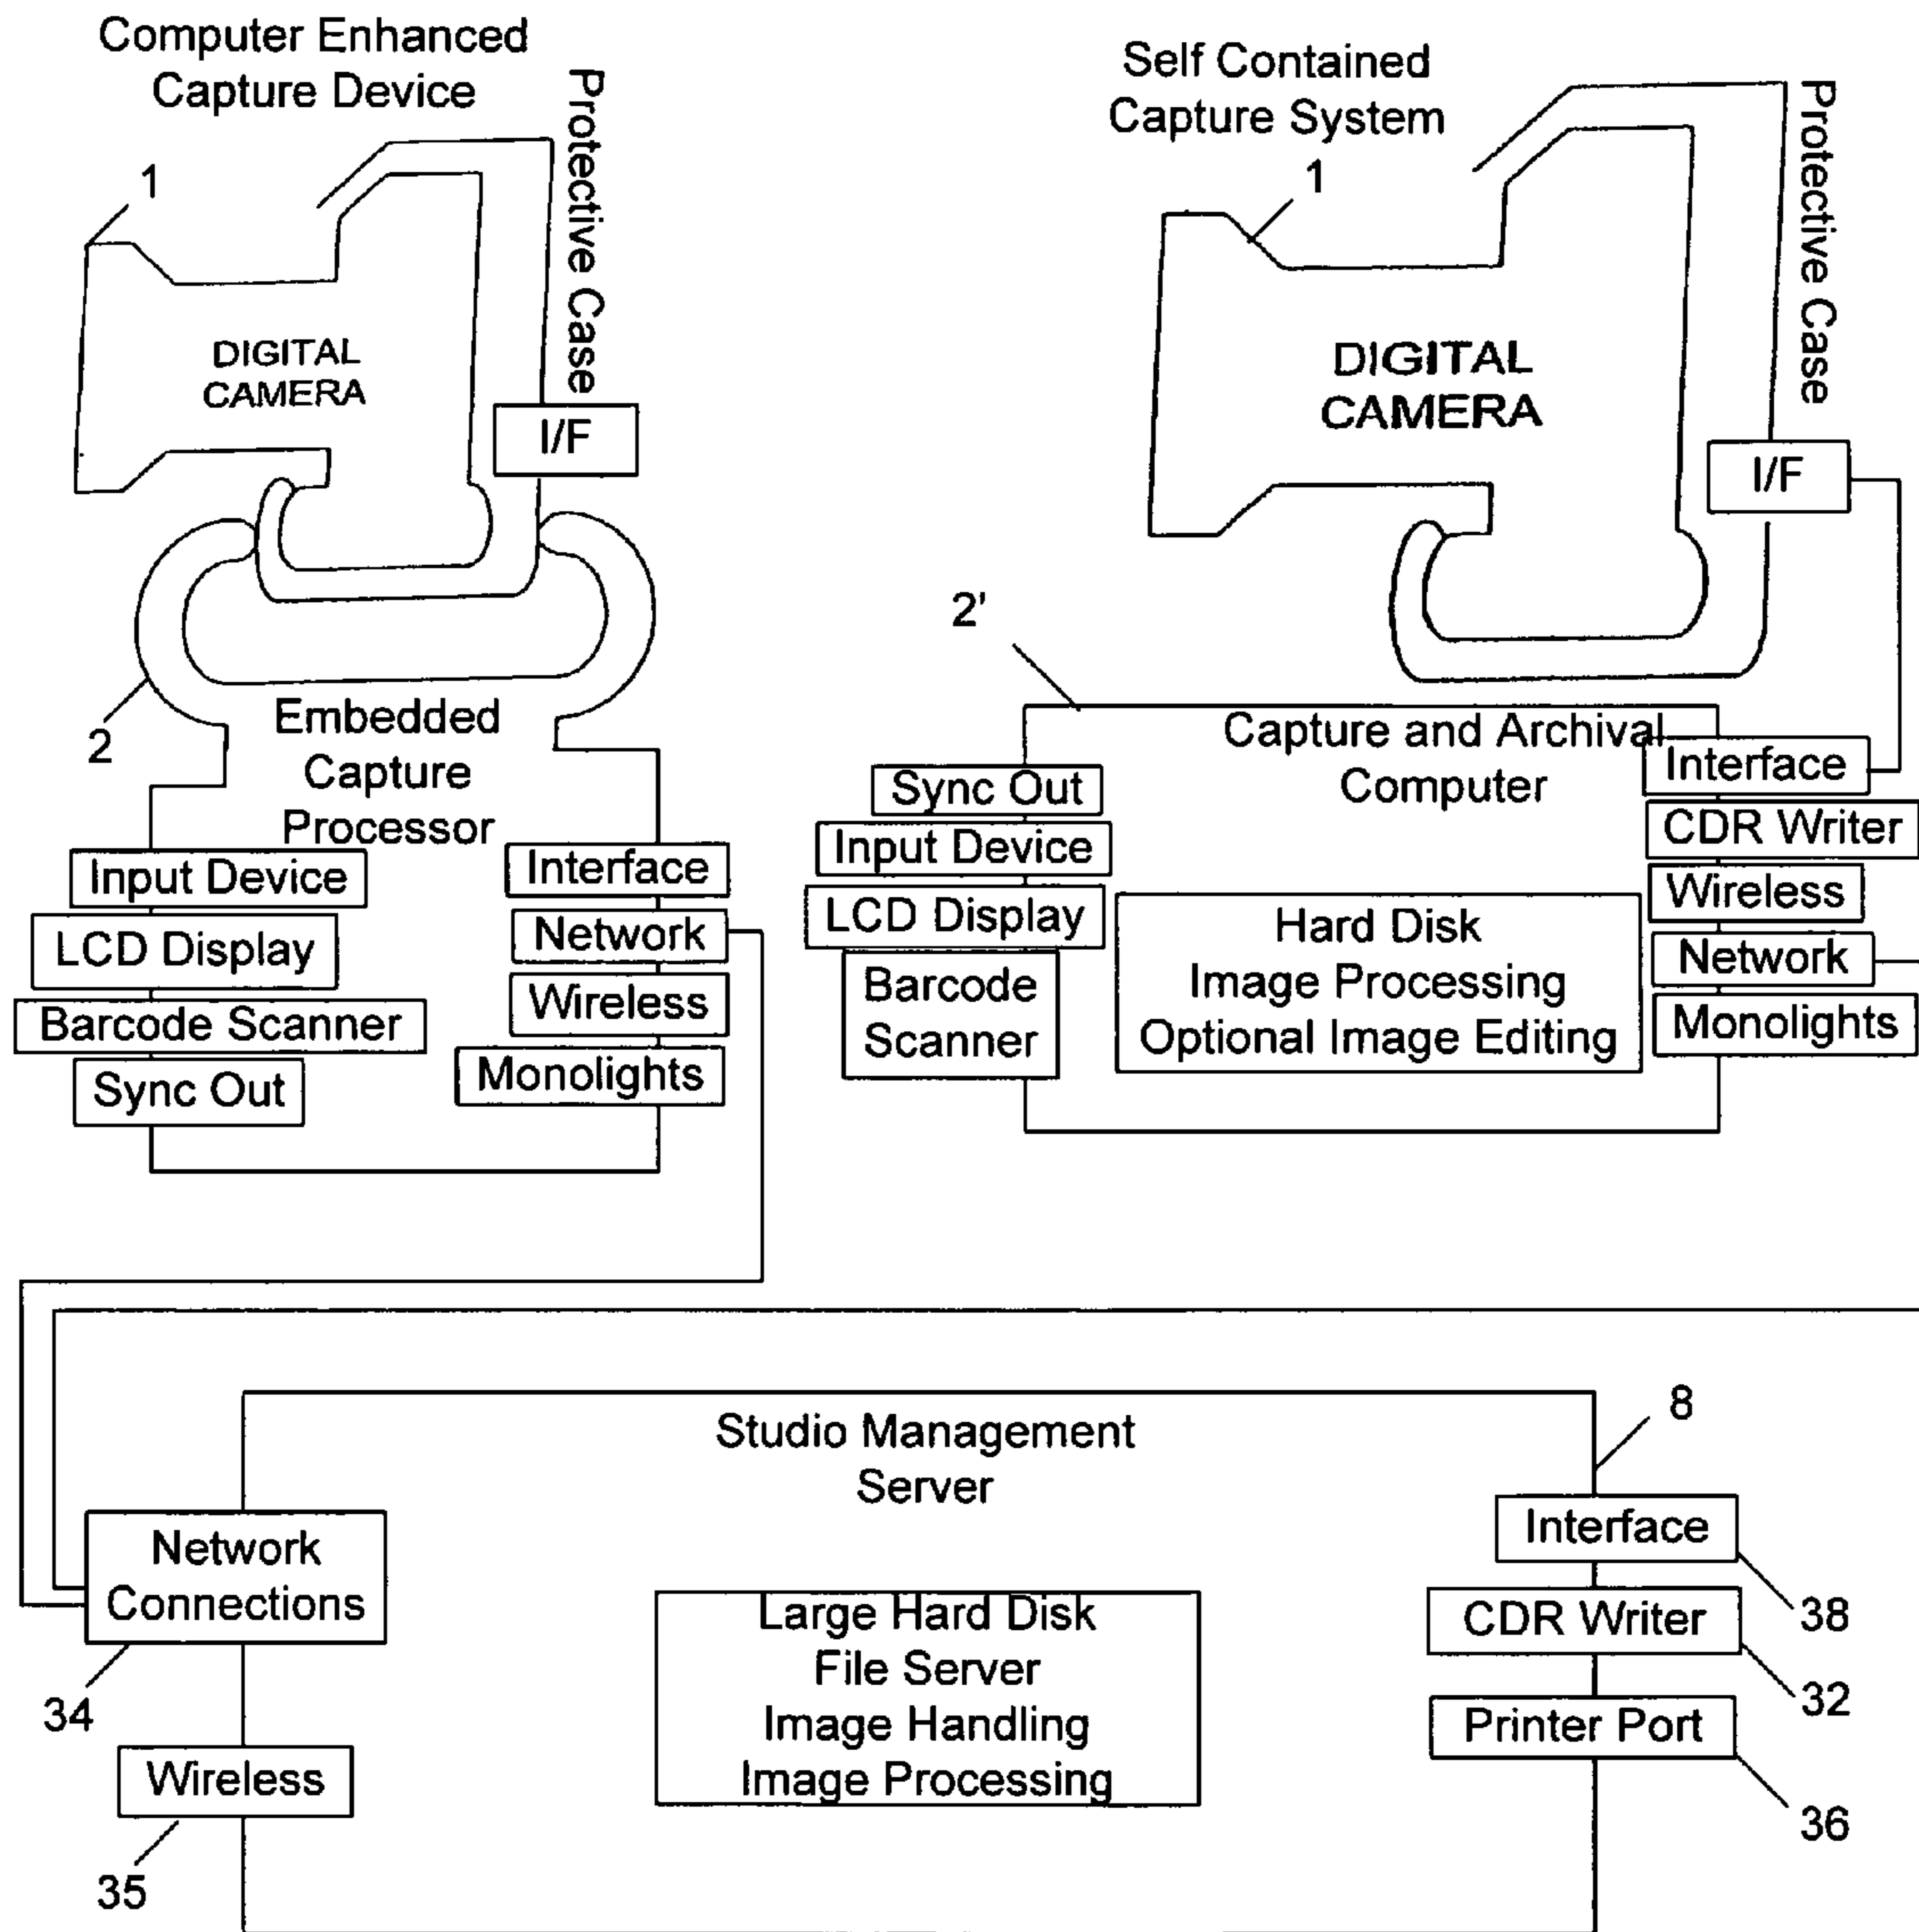 Computer Enhanced
Capture Device
Protective Case
1
DIGITAL
CAMERA
I/F
2
Embedded
Capture
Processor
Input Device
LCD Display
Barcode Scanner
Sync Out
Interface
Network
Wireless
Monolights
Self Contained
Capture System
Protective Case
1
DIGITAL
CAMERA
I/F
2'
Capture and Archival
Computer
Sync Out
Input Device
LCD Display
Barcode
Scanner
Hard Disk
Image Processing
Optional Image Editing
Interface
CDR Writer
Wireless
Network
Monolights
Studio Management
Server
8
Network
Connections
34
Wireless
35
Large Hard Disk
File Server
Image Handling
Image Processing
Interface
38
CDR Writer
32
Printer Port
36